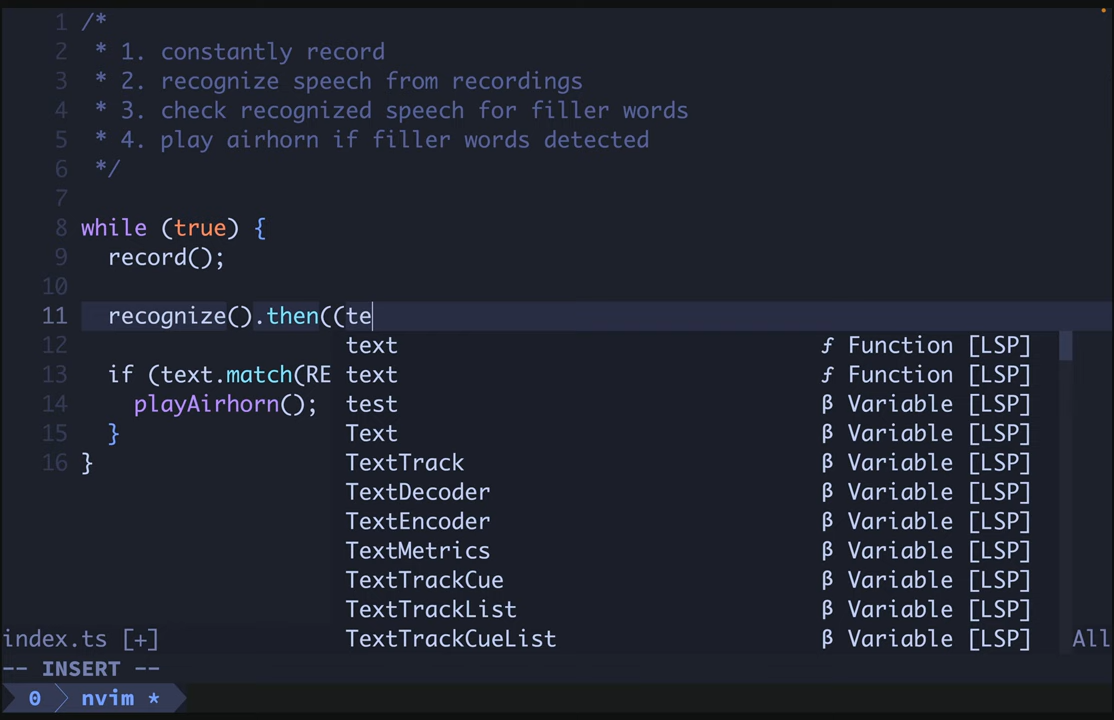 1 /*
2 * 1. constantly record
3 * 2. recognize speech from recordings
4 * 3. check recognized speech for filler words
5 * 4. play airhorn if filler words detected
6 */
7
8 while (true) {
9 record();
10
11 recognize().then((te
12 text ƒ Function [LSP]
13 if (text.match(RE text ƒ Function [LSP]
14 playAirhorn(); test β Variable [LSP]
15 } Text β Variable [LSP]
16 } TextTrack β Variable [LSP]
TextDecoder β Variable [LSP]
TextEncoder β Variable [LSP]
TextMetrics β Variable [LSP]
TextTrackCue β Variable [LSP]
TextTrackList β Variable [LSP]
index.ts [+] TextTrackCueList β Variable [LSP] All
-- INSERT --
0 nvim *